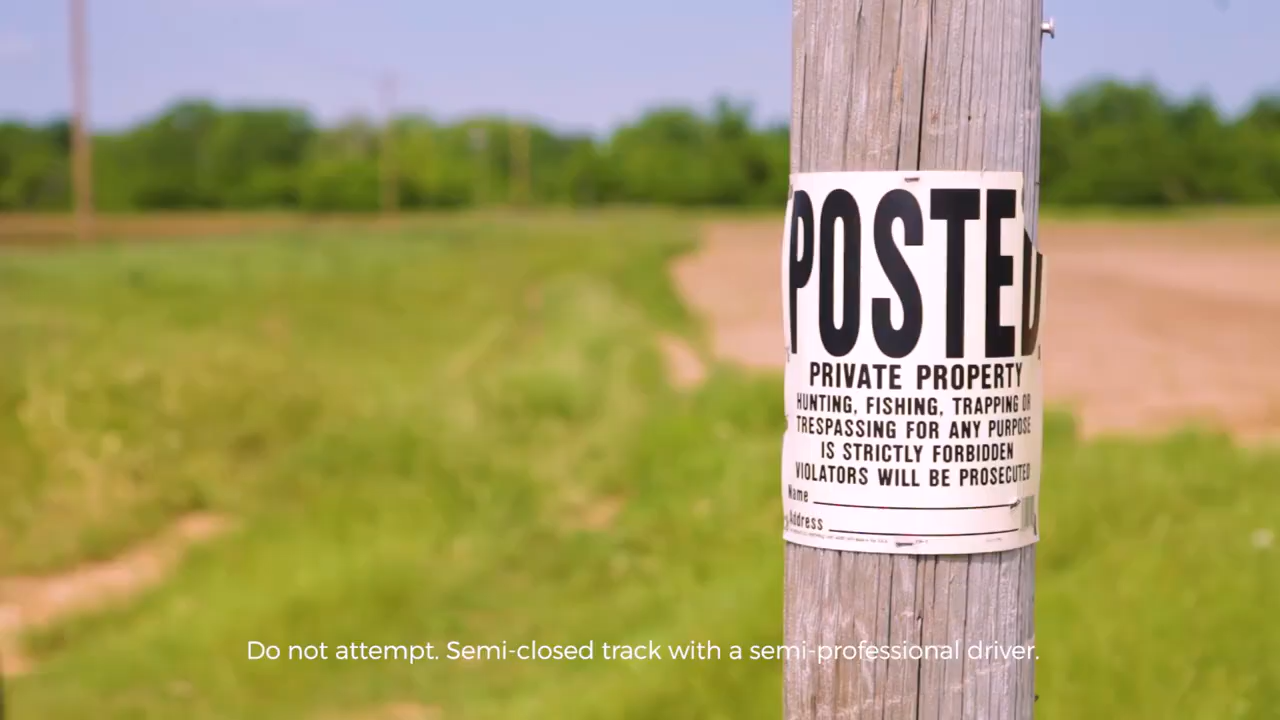 POSTED
PRIVATE PROPERTY
HUNTING, FISHING, TRAPPING OR
TRESPASSING FOR ANY PURPOSE
IS STRICTLY FORBIDDEN
VIOLATORS WILL BE PROSECUTED
Name
Address
Do not attempt. Semi-closed track with a semi-professional driver.